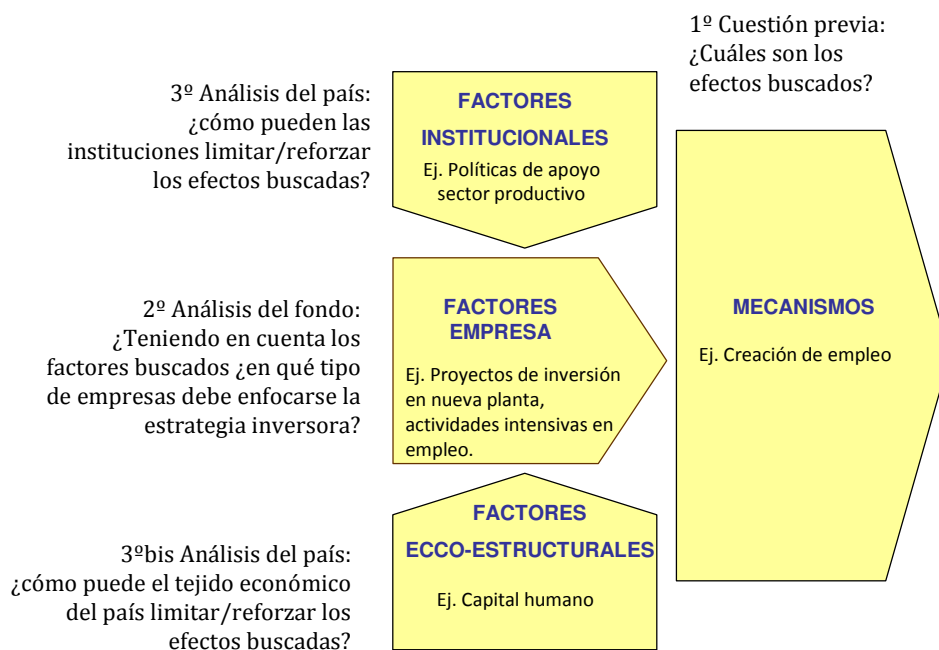 1º Cuestión previa:
¿Cuáles son los
efectos buscados?
3º Análisis del país:
¿cómo pueden las
instituciones limitar/reforzar
los efectos buscadas?
FACTORES
INSTITUCIONALES
Ej. Políticas de apoyo
sector productivo
2º Análisis del fondo:
¿Teniendo en cuenta los
factores buscados ¿en qué tipo
de empresas debe enfocarse la
estrategia inversora?
FACTORES
EMPRESA
Ej. Proyectos de inversión
en nueva planta,
actividades intensivas en
empleo.
MECANISMOS
Ej. Creación de empleo
3ºbis Análisis del país:
¿cómo puede el tejido económico
del país limitar/reforzar los
efectos buscadas?
FACTORES
ECCO-ESTRUCTURALES
Ej. Capital humano